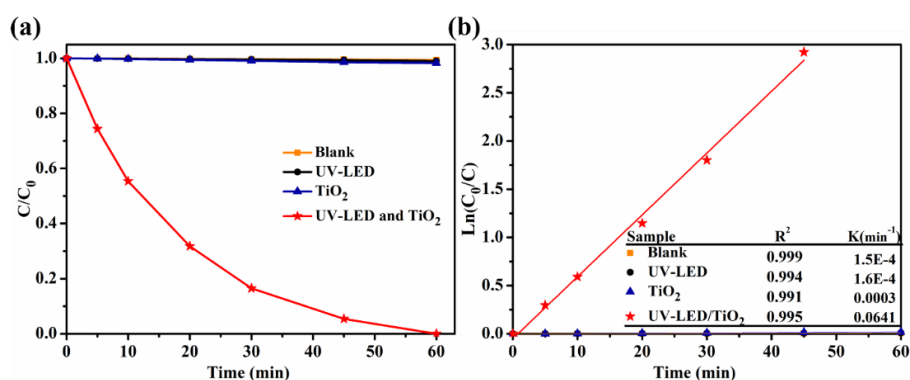 (a)
1.0
0.8
0.6
0.4
0.2
0.0
C/C₀
Blank
UV-LED
TiO₂
UV-LED and TiO₂
0 10 20 30 40 50 60
Time (min)
(b)
3.0
2.5
2.0
1.5
1.0
0.5
0.0
Ln(C₀/C)
Sample R² K(min⁻¹)
Blank 0.999 1.5E-4
UV-LED 0.994 1.6E-4
TiO₂ 0.991 0.0003
UV-LED/TiO₂ 0.995 0.0641
0 10 20 30 40 50 60
Time (min)